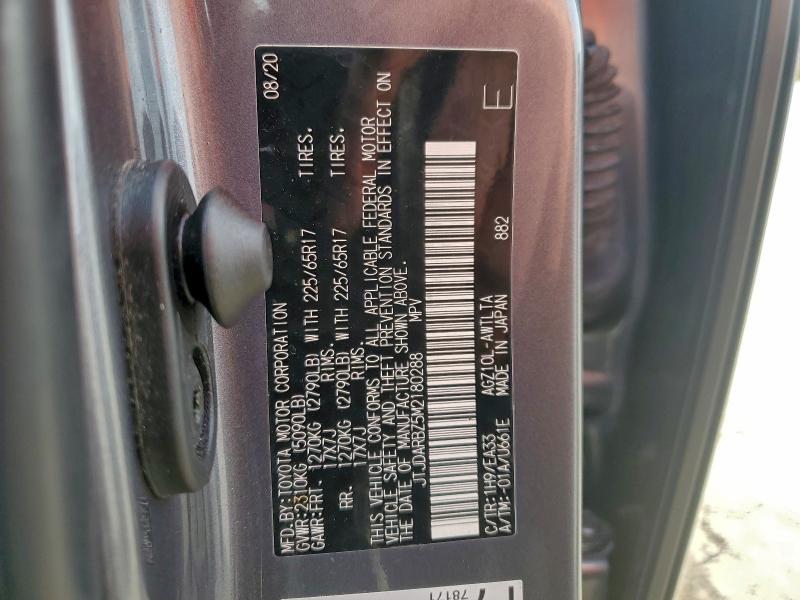 MFD.BY:TOYOTA MOTOR CORPORATION 08/20
GVWR:2310KG (5090LB)
GAWR:FRT. 1270KG (2790LB) WITH 225/65R17 TIRES.
17X7J RIMS.
RR. 1270KG (2790LB) WITH 225/65R17 TIRES.
17X7J RIMS.
THIS VEHICLE CONFORMS TO ALL APPLICABLE FEDERAL MOTOR
VEHICLE SAFETY AND THEFT PREVENTION STANDARDS IN EFFECT ON
THE DATE OF MANUFACTURE SHOWN ABOVE.
JTJDARBZ5M2180288 MPV
C/TR:1H9/EA33 AGZ10L-AWTLTA
A/TM:-01A/U661E MADE IN JAPAN 882 E
78171